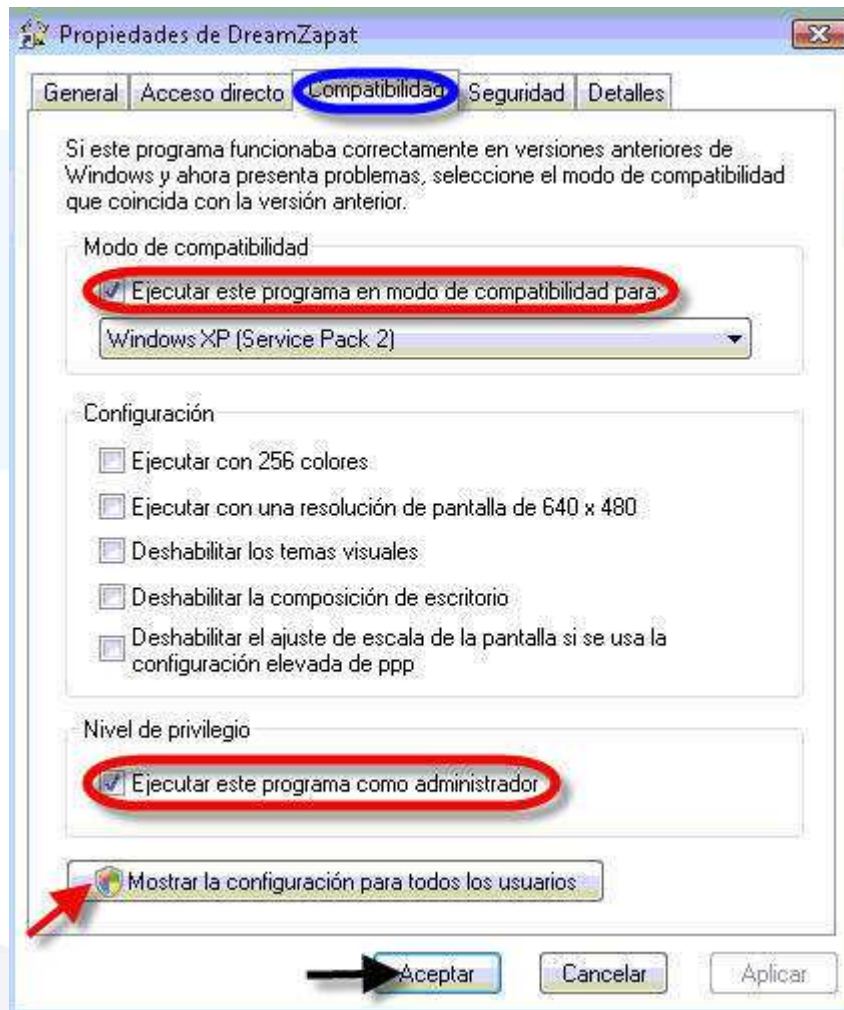 Propiedades de DreamZapat
General Acceso directo Compatibilidad Seguridad Detalles
Si este programa funcionaba correctamente en versiones anteriores de
Windows y ahora presenta problemas, seleccione el modo de compatibilidad
que coincida con la versión anterior.
Modo de compatibilidad
Ejecutar este programa en modo de compatibilidad para:
Windows XP (Service Pack 2)
Configuración
Ejecutar con 256 colores
Ejecutar con una resolución de pantalla de 640 x 480
Deshabilitar los temas visuales
Deshabilitar la composición de escritorio
Deshabilitar el ajuste de escala de la pantalla si se usa la
configuración elevada de ppp
Nivel de privilegio
Ejecutar este programa como administrador
Mostrar la configuración para todos los usuarios
Aceptar Cancelar Aplicar